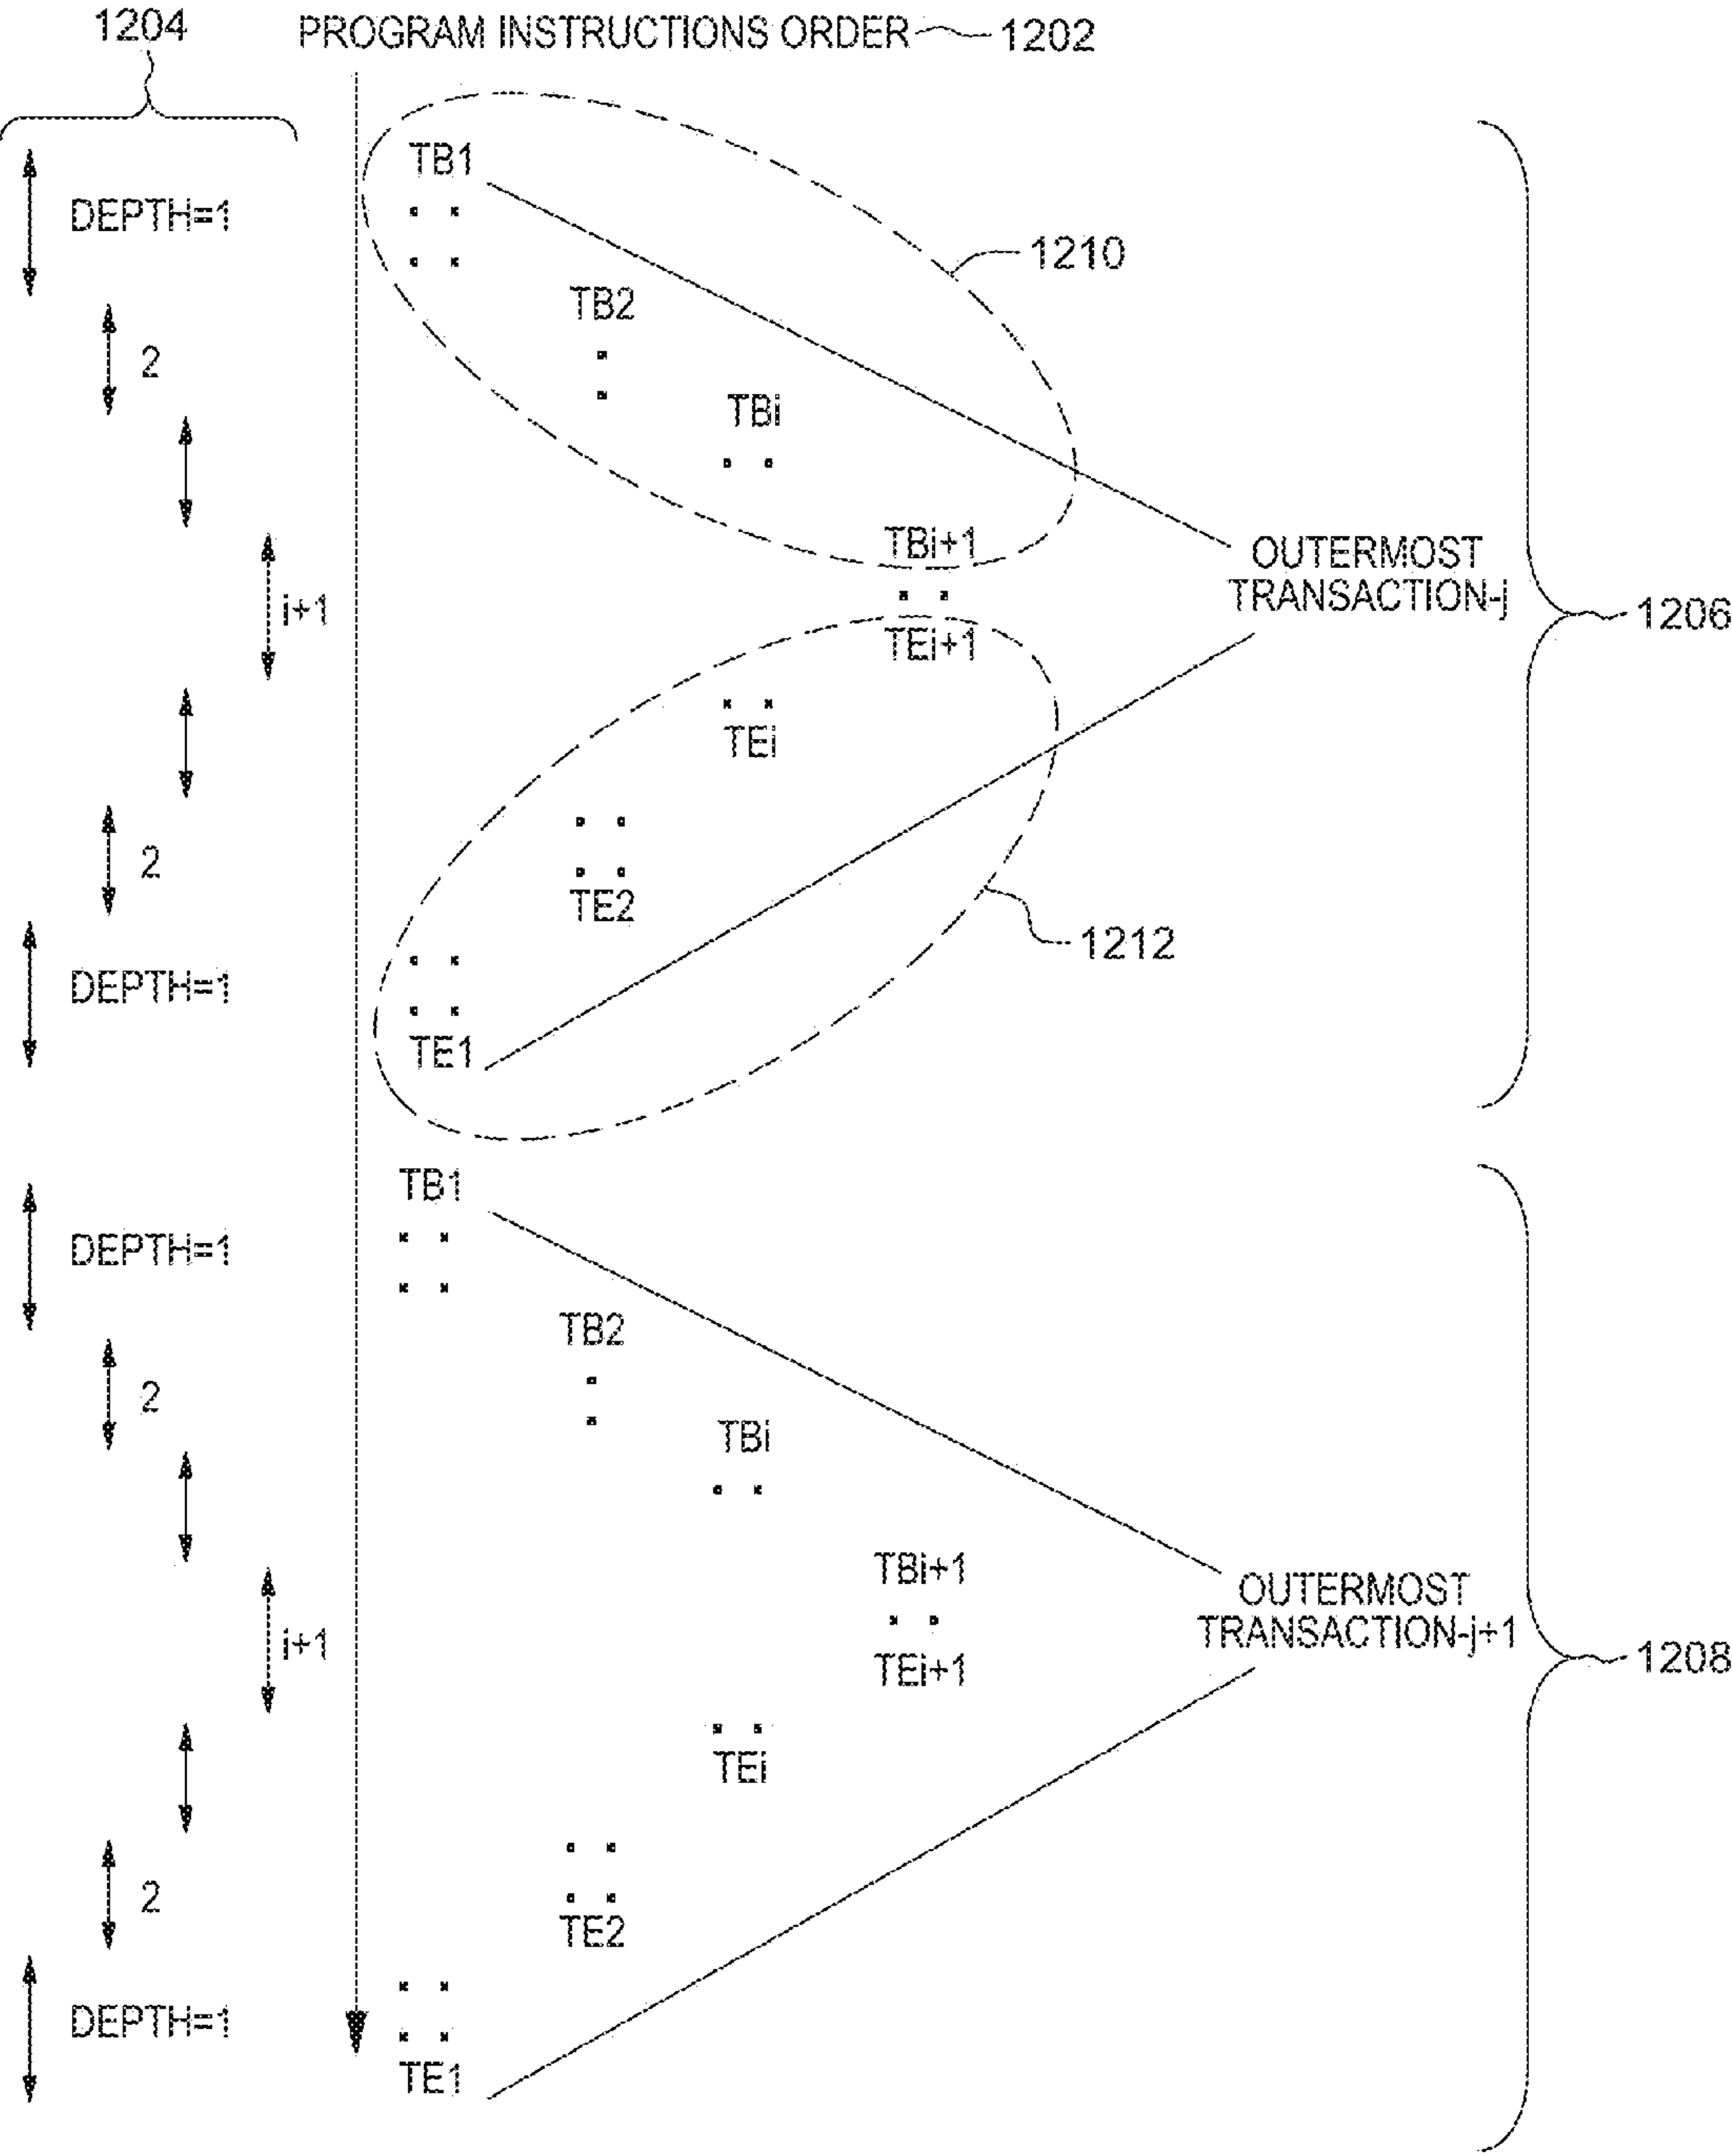 1204
PROGRAM INSTRUCTIONS ORDER 1202
TB1
DEPTH=1
1210
TB2
2
TBi
TBi+1
OUTERMOST
TRANSACTION-j
i+1
1206
TEi+1
TEi
2
TE2
1212
DEPTH=1
TE1
TB1
DEPTH=1
TB2
2
TBi
TBi+1
OUTERMOST
TRANSACTION-j+1
i+1
1208
TEi+1
TEi
2
TE2
DEPTH=1
TE1